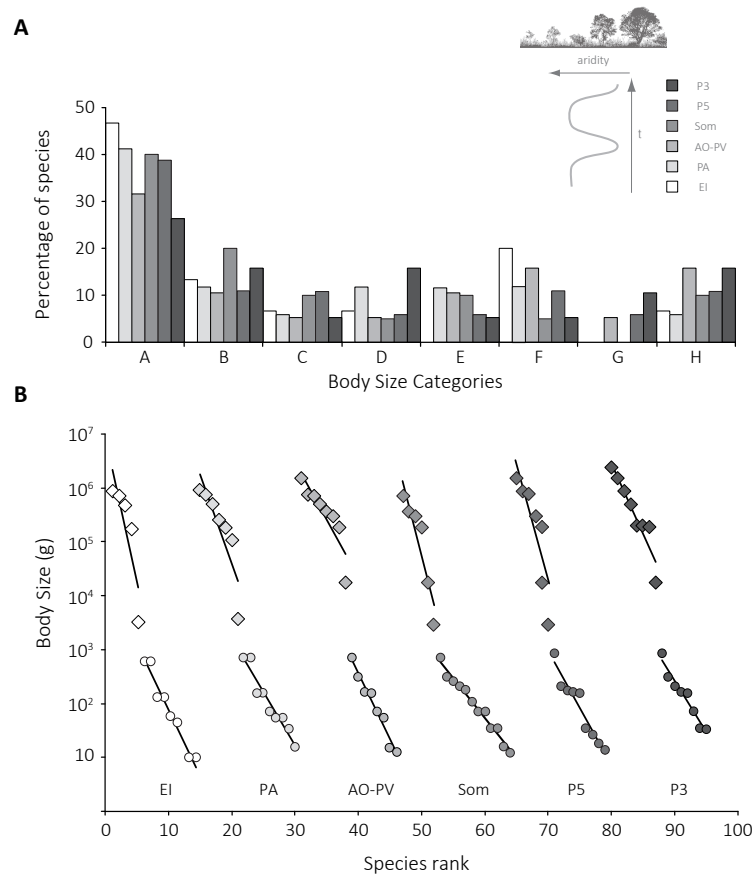 A
aridity
t
P3
P5
Som
AO-PV
PA
EI
Percentage of species
50
40
30
20
10
0
A B C D E F G H
Body Size Categories
B
Body Size (g)
10⁷
10⁶
10⁵
10⁴
10³
10²
10
EI PA AO-PV Som P5 P3
0 10 20 30 40 50 60 70 80 90 100
Species rank